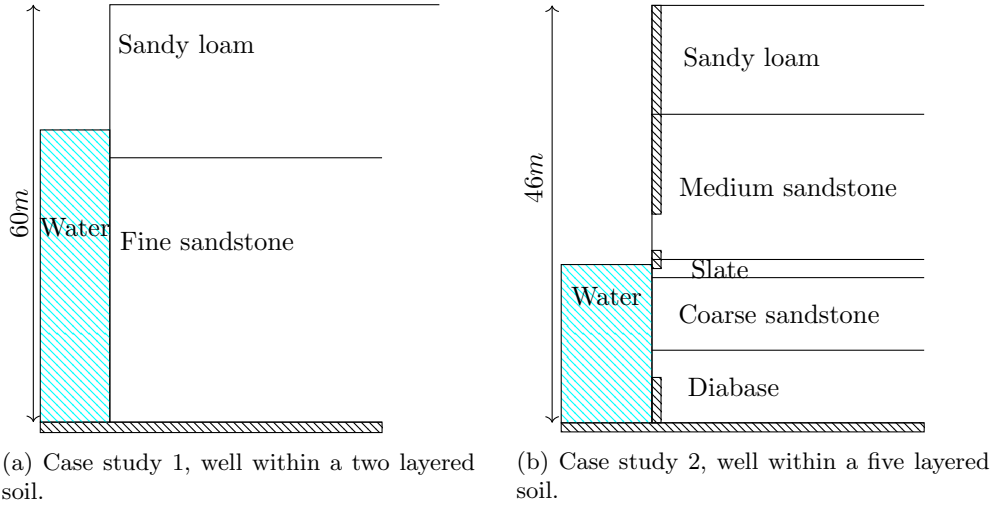 Sandy loam
60m
Water
Fine sandstone
(a) Case study 1, well within a two layered
soil.
Sandy loam
46m
Medium sandstone
Slate
Water
Coarse sandstone
Diabase
(b) Case study 2, well within a five layered
soil.